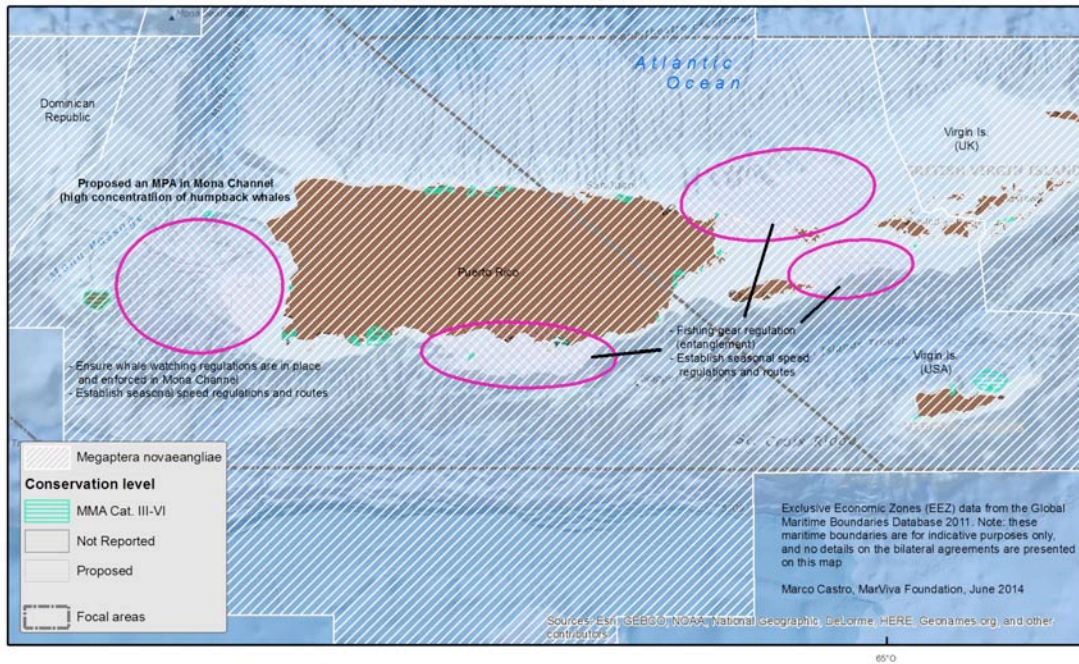 Atlantic
Ocean
Dominican
Republic
Virgin Is.
(UK)
BRITISH VIRGIN ISLAND
Proposed an MPA in Mona Channel
(high concentratiion of humpback whales
Mona Passage
Puerto Rico
- Ensure whale watching regulations are in place
and enforced in Mona Channel
- Establish seasonal speed regulations and routes
- Fishing gear regulation
(entanglement)
- Establish seasonal speed
regulations and routes
Virgin Is.
(USA)
St. Croix Ridge
Megaptera novaeangliae
Conservation level
MMA Cat. III-VI
Not Reported
Proposed
Focal areas
Exclusive Economic Zones (EEZ) data from the Global
Maritime Boundaries Database 2011. Note: these
maritime boundaries are for indicative purposes only,
and no details on the bilateral agreements are presented
on this map
Marco Castro, MarViva Foundation, June 2014
Sources: Esri, GEBCO, NOAA, National Geographic, DeLorme, HERE, Geonames.org, and other
contributors
65°O